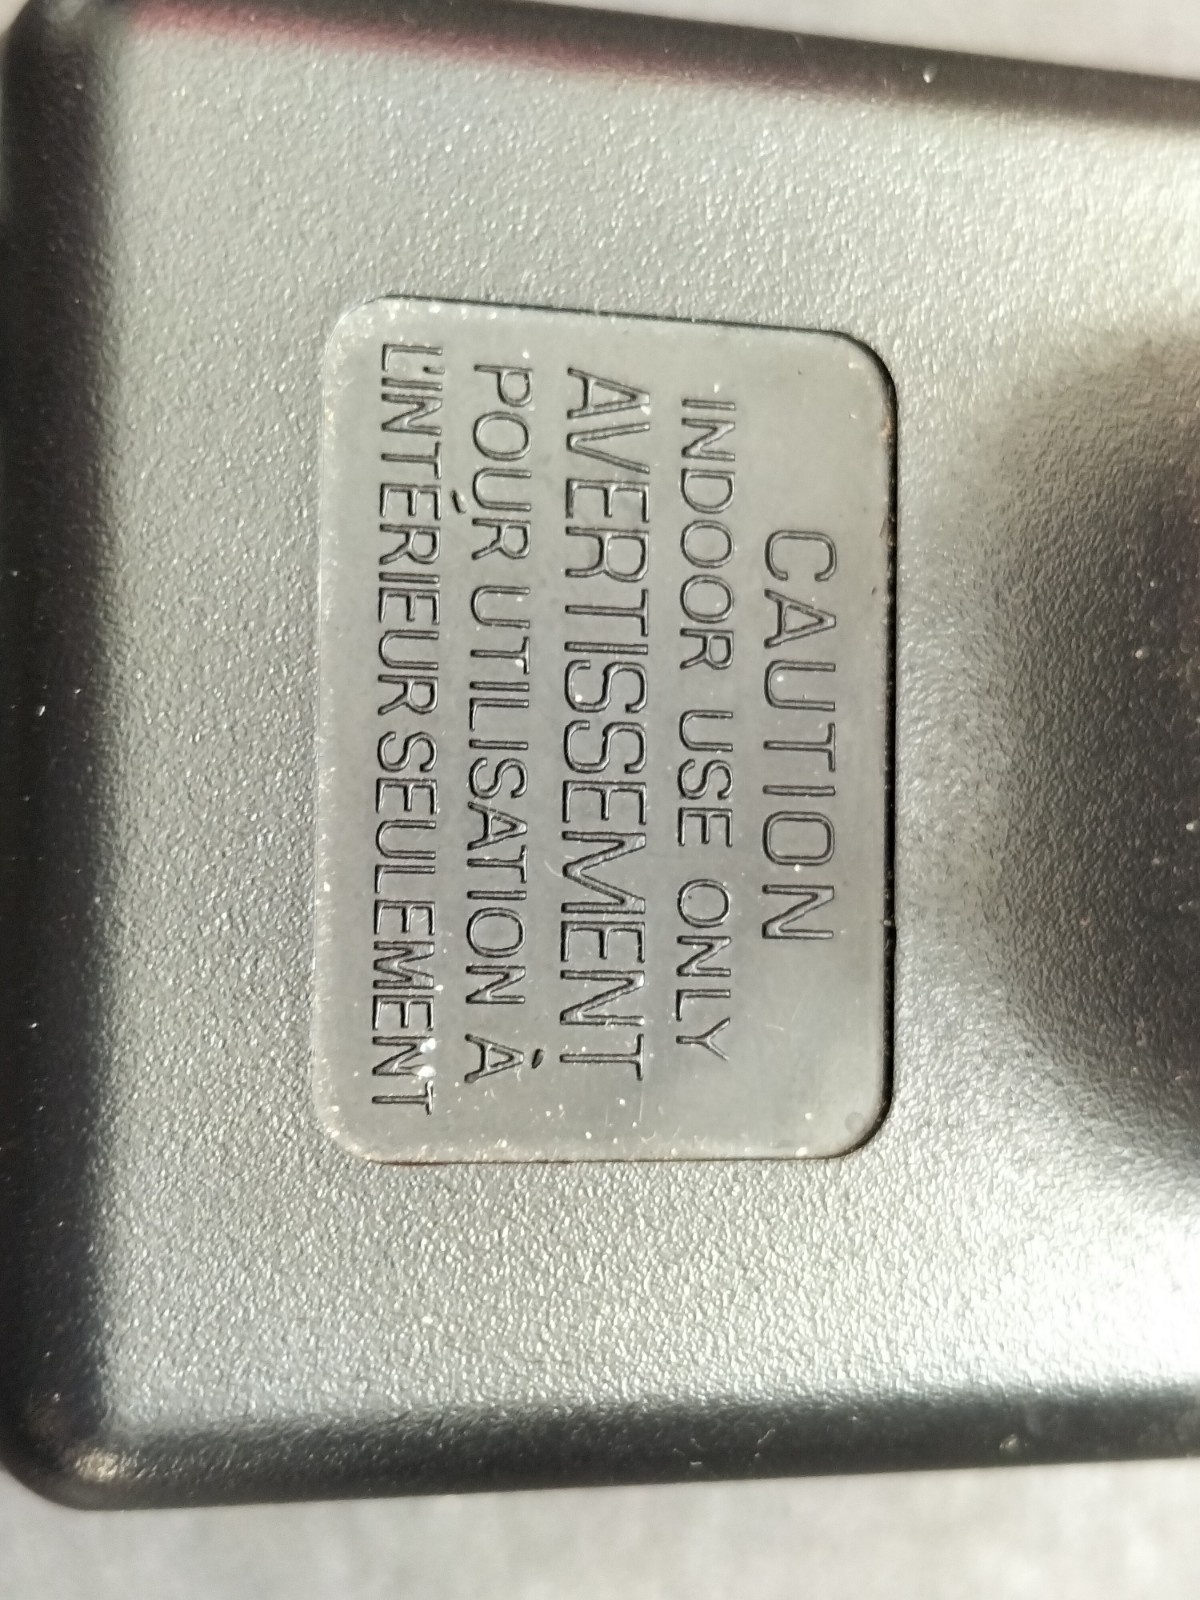 CAUTION
INDOOR USE ONLY
AVERTISSEMENT
POUR UTILISATION À
L'INTÉRIEUR SEULEMENT